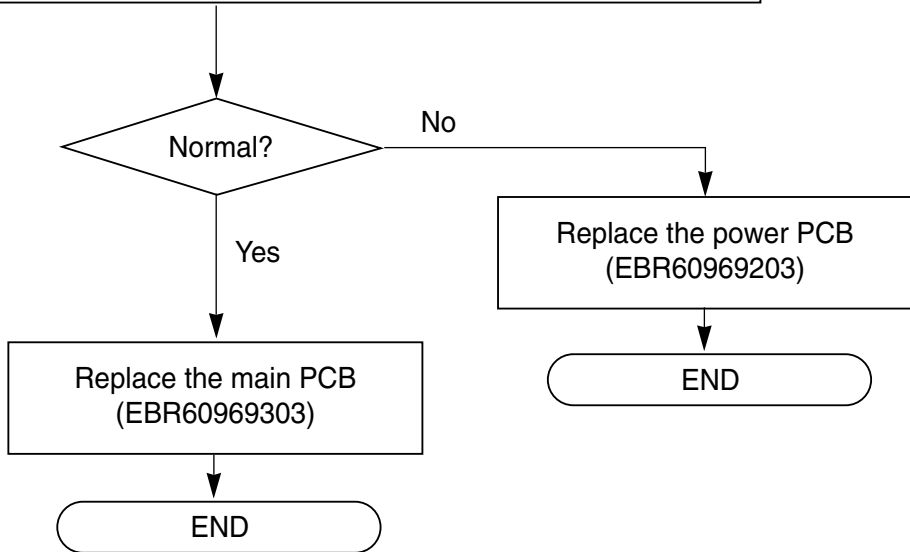 Normal?
No
Yes
Replace the power PCB
(EBR60969203)
END
Replace the main PCB
(EBR60969303)
END